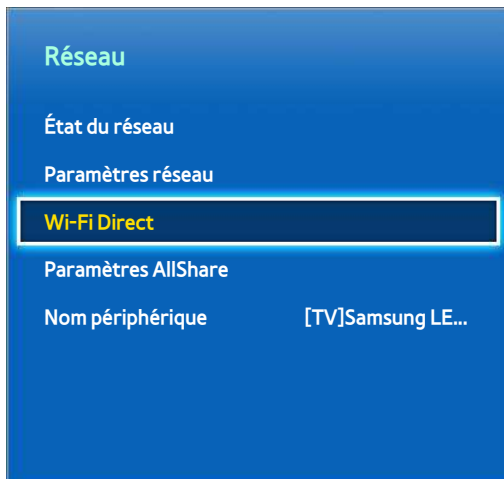 Réseau
État du réseau
Paramètres réseau
Wi-Fi Direct
Paramètres AllShare
Nom périphérique [TV]Samsung LE...